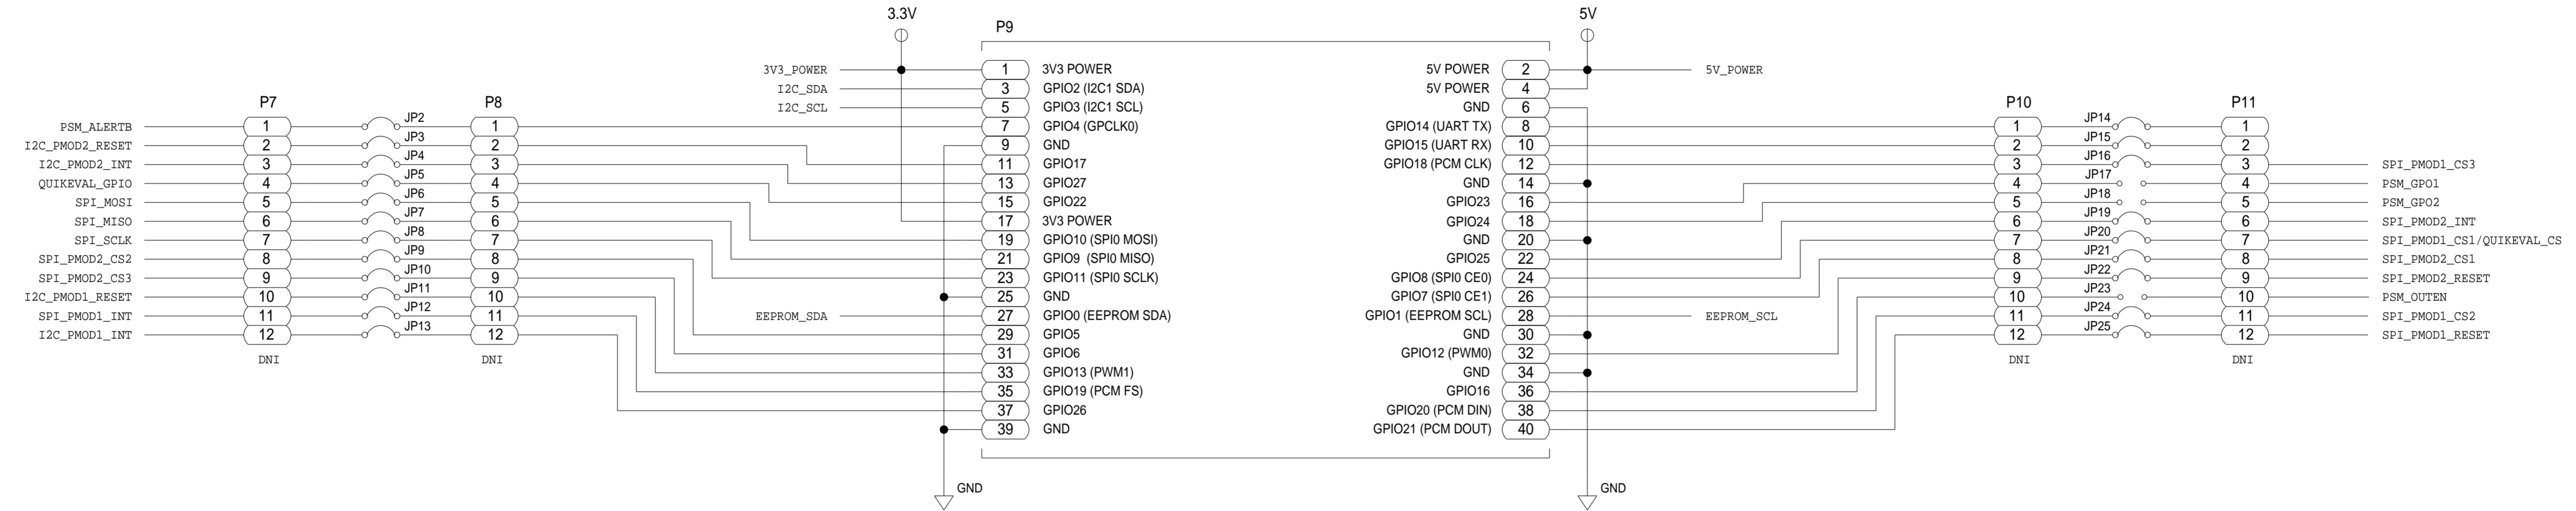 3.3V
P9
5V
3V3_POWER 1 3V3 POWER 5V POWER 2 5V_POWER
I2C_SDA 3 GPIO2 (I2C1 SDA) 5V POWER 4
P7 P8 I2C_SCL 5 GPIO3 (I2C1 SCL) GND 6 P10 P11
PSM_ALERTB 1 JP2 1 7 GPIO4 (GPCLK0) GPIO14 (UART TX) 8 1 JP14 1
I2C_PMOD2_RESET 2 JP3 2 9 GND GPIO15 (UART RX) 10 2 JP15 2
I2C_PMOD2_INT 3 JP4 3 11 GPIO17 GPIO18 (PCM CLK) 12 3 JP16 3 SPI_PMOD1_CS3
QUIKEVAL_GPIO 4 JP5 4 13 GPIO27 GND 14 4 JP17 4 PSM_GPO1
SPI_MOSI 5 JP6 5 15 GPIO22 GPIO23 16 5 JP18 5 PSM_GPO2
SPI_MISO 6 JP7 6 17 3V3 POWER GPIO24 18 6 JP19 6 SPI_PMOD2_INT
SPI_SCLK 7 JP8 7 19 GPIO10 (SPI0 MOSI) GND 20 7 JP20 7 SPI_PMOD1_CS1/QUIKEVAL_CS
SPI_PMOD2_CS2 8 JP9 8 21 GPIO9 (SPI0 MISO) GPIO25 22 8 JP21 8 SPI_PMOD2_CS1
SPI_PMOD2_CS3 9 JP10 9 23 GPIO11 (SPI0 SCLK) GPIO8 (SPI0 CE0) 24 9 JP22 9 SPI_PMOD2_RESET
I2C_PMOD1_RESET 10 JP11 10 25 GND GPIO7 (SPI0 CE1) 26 10 JP23 10 PSM_OUTEN
SPI_PMOD1_INT 11 JP12 11 EEPROM_SDA 27 GPIO0 (EEPROM SDA) GPIO1 (EEPROM SCL) 28 EEPROM_SCL 11 JP24 11 SPI_PMOD1_CS2
I2C_PMOD1_INT 12 JP13 12 29 GPIO5 GND 30 12 JP25 12 SPI_PMOD1_RESET
DNI DNI 31 GPIO6 GPIO12 (PWM0) 32 DNI DNI
33 GPIO13 (PWM1) GND 34
35 GPIO19 (PCM FS) GPIO16 36
37 GPIO26 GPIO20 (PCM DIN) 38
39 GND GPIO21 (PCM DOUT) 40
GND GND